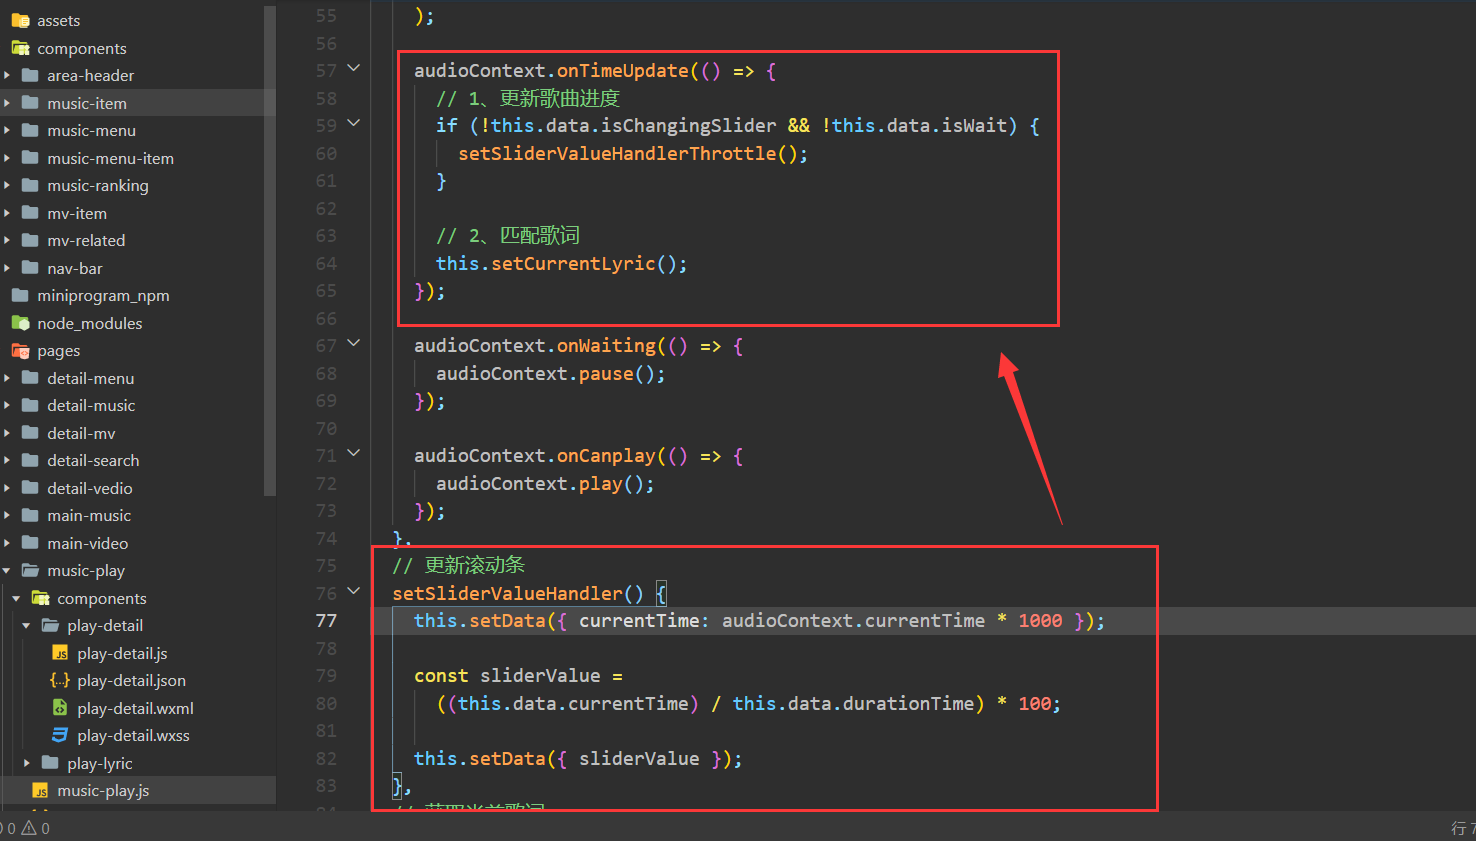 assets
components
area-header
music-item
music-menu
music-menu-item
music-ranking
mv-item
mv-related
nav-bar
miniprogram_npm
node_modules
pages
detail-menu
detail-music
detail-mv
detail-search
detail-vedio
main-music
main-video
music-play
components
play-detail
play-detail.js
play-detail.json
play-detail.wxml
play-detail.wxss
play-lyric
music-play.js
0 0
55 );
56
57 audioContext.onTimeUpdate(() => {
58 // 1、更新歌曲进度
59 if (!this.data.isChangingSlider && !this.data.isWait) {
60 setSliderValueHandlerThrottle();
61 }
62
63 // 2、匹配歌词
64 this.setCurrentLyric();
65 });
66
67 audioContext.onWaiting(() => {
68 audioContext.pause();
69 });
70
71 audioContext.onCanplay(() => {
72 audioContext.play();
73 });
74 },
75 // 更新滚动条
76 setSliderValueHandler() {
77 this.setData({ currentTime: audioContext.currentTime * 1000 });
78
79 const sliderValue =
80 ((this.data.currentTime) / this.data.durationTime) * 100;
81
82 this.setData({ sliderValue });
83 },
行 7